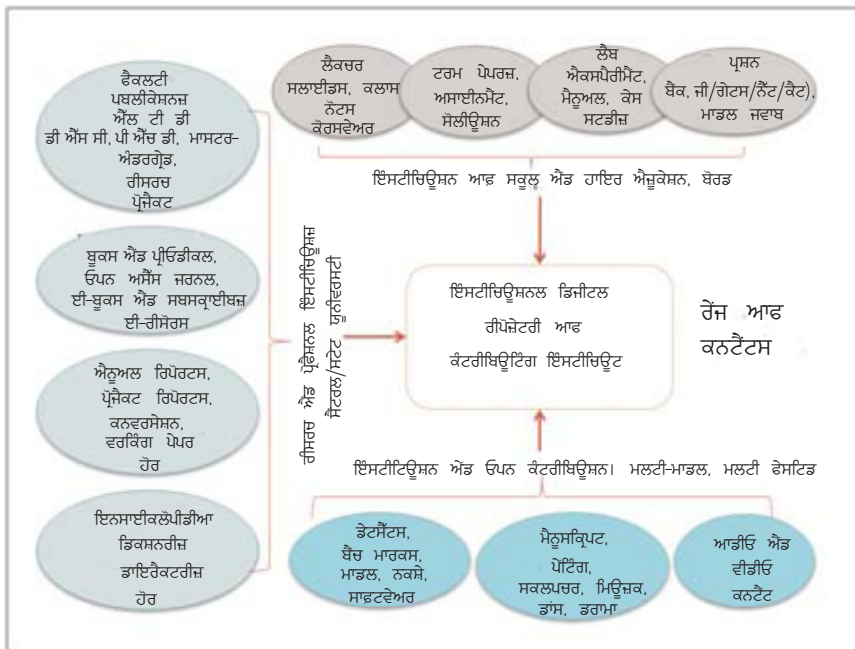 ਫੈਕਲਟੀ
ਪਬਲੀਕੇਸ਼ਨਜ਼
ਐੱਲ ਟੀ ਡੀ
ਡੀ ਐੱਸ ਸੀ, ਪੀ ਐੱਚ ਡੀ, ਮਾਸਟਰ-
ਅੰਡਰਗ੍ਰੇਡ,
ਰੀਸਰਚ
ਪ੍ਰੋਜੈਕਟ
ਬੂਕਸ ਐਂਡ ਪ੍ਰੀਓਡੀਕਲ,
ਓਪਨ ਅਸੈੱਸ ਜਰਨਲ,
ਈ-ਬੂਕਸ ਐਂਡ ਸਬਸਕ੍ਰਾਈਬਜ਼
ਈ-ਰੀਸੋਰਸ
ਐਨੂਅਲ ਰਿਪੋਰਟਸ,
ਪ੍ਰੋਜੈਕਟ ਰਿਪੋਰਟਸ,
ਕਨਵਰਸੇਸ਼ਨ,
ਵਰਕਿੰਗ ਪੇਪਰ
ਹੋਰ
ਇਨਸਾਈਕਲੋਪੀਡੀਆ
ਡਿਕਸ਼ਨਰੀਜ਼
ਡਾਇਰੈਕਟਰੀਜ਼
ਹੋਰ
ਲੈਕਚਰ
ਸਲਾਈਡਸ, ਕਲਾਸ
ਨੋਟਸ
ਕੋਰਸਵੇਅਰ
ਟਰਮ ਪੇਪਰਜ਼,
ਅਸਾਈਨਮੈਂਟ,
ਸੋਲੀਊਸ਼ਨ
ਲੈਬ
ਐਕਸਪੈਰੀਮੈਂਟ,
ਮੈਨੂਅਲ, ਕੇਸ
ਸਟਡੀਜ਼
ਪ੍ਰਸ਼ਨ
ਬੈਂਕ, ਜੀ/ਗੇਟਸ/ਨੈੱਟ/ਕੈਟ),
ਮਾਡਲ ਜਵਾਬ
ਇੰਸਟੀਚਿਊਸ਼ਨ ਆਫ਼ ਸਕੂਲ ਐਂਡ ਹਾਇਰ ਐਜ਼ੂਕੇਸ਼ਨ, ਬੋਰਡ
ਰੀਸਰਚ ਐਂਡ ਪ੍ਰੋਫੈਸ਼ਨਲ ਇੰਸਟੀਚਿਊਸ਼ਜ਼
ਸੈਂਟਰਲ/ਸਟੇਟ ਯੂਨੀਵਰਸਟੀ
ਇੰਸਟੀਚਿਊਸ਼ਨਲ ਡਿਜੀਟਲ
ਰੀਪੋਜ਼ੇਟਰੀ ਆਫ
ਕੰਟਰੀਬਿਊਟਿੰਗ ਇੰਸਟੀਚਿਊਟ
ਰੇਂਜ ਆਫ
ਕਨਟੈਂਟਸ
ਇੰਸਟੀਟਿਊਸ਼ਨ ਐਂਡ ਓਪਨ ਕੰਟਰੀਬਿਊਸ਼ਨ। ਮਲਟੀ-ਮਾਡਲ, ਮਲਟੀ ਫੇਸਟਿਡ
ਡੇਟਸੈੱਟਸ,
ਬੈਂਚ ਮਾਰਕਸ,
ਮਾਡਲ, ਨਕਸ਼ੇ,
ਸਾਫ਼ਟਵੇਅਰ
ਮੈਨੂਸਕ੍ਰਿਪਟ,
ਪੇਂਟਿੰਗ,
ਸਕਲਪਚਰ, ਮਿਊਜ਼ਕ,
ਡਾਂਸ, ਡਰਾਮਾ
ਆਡੀਓ ਐਂਡ
ਵੀਡੀਓ
ਕਨਟੈਂਟ